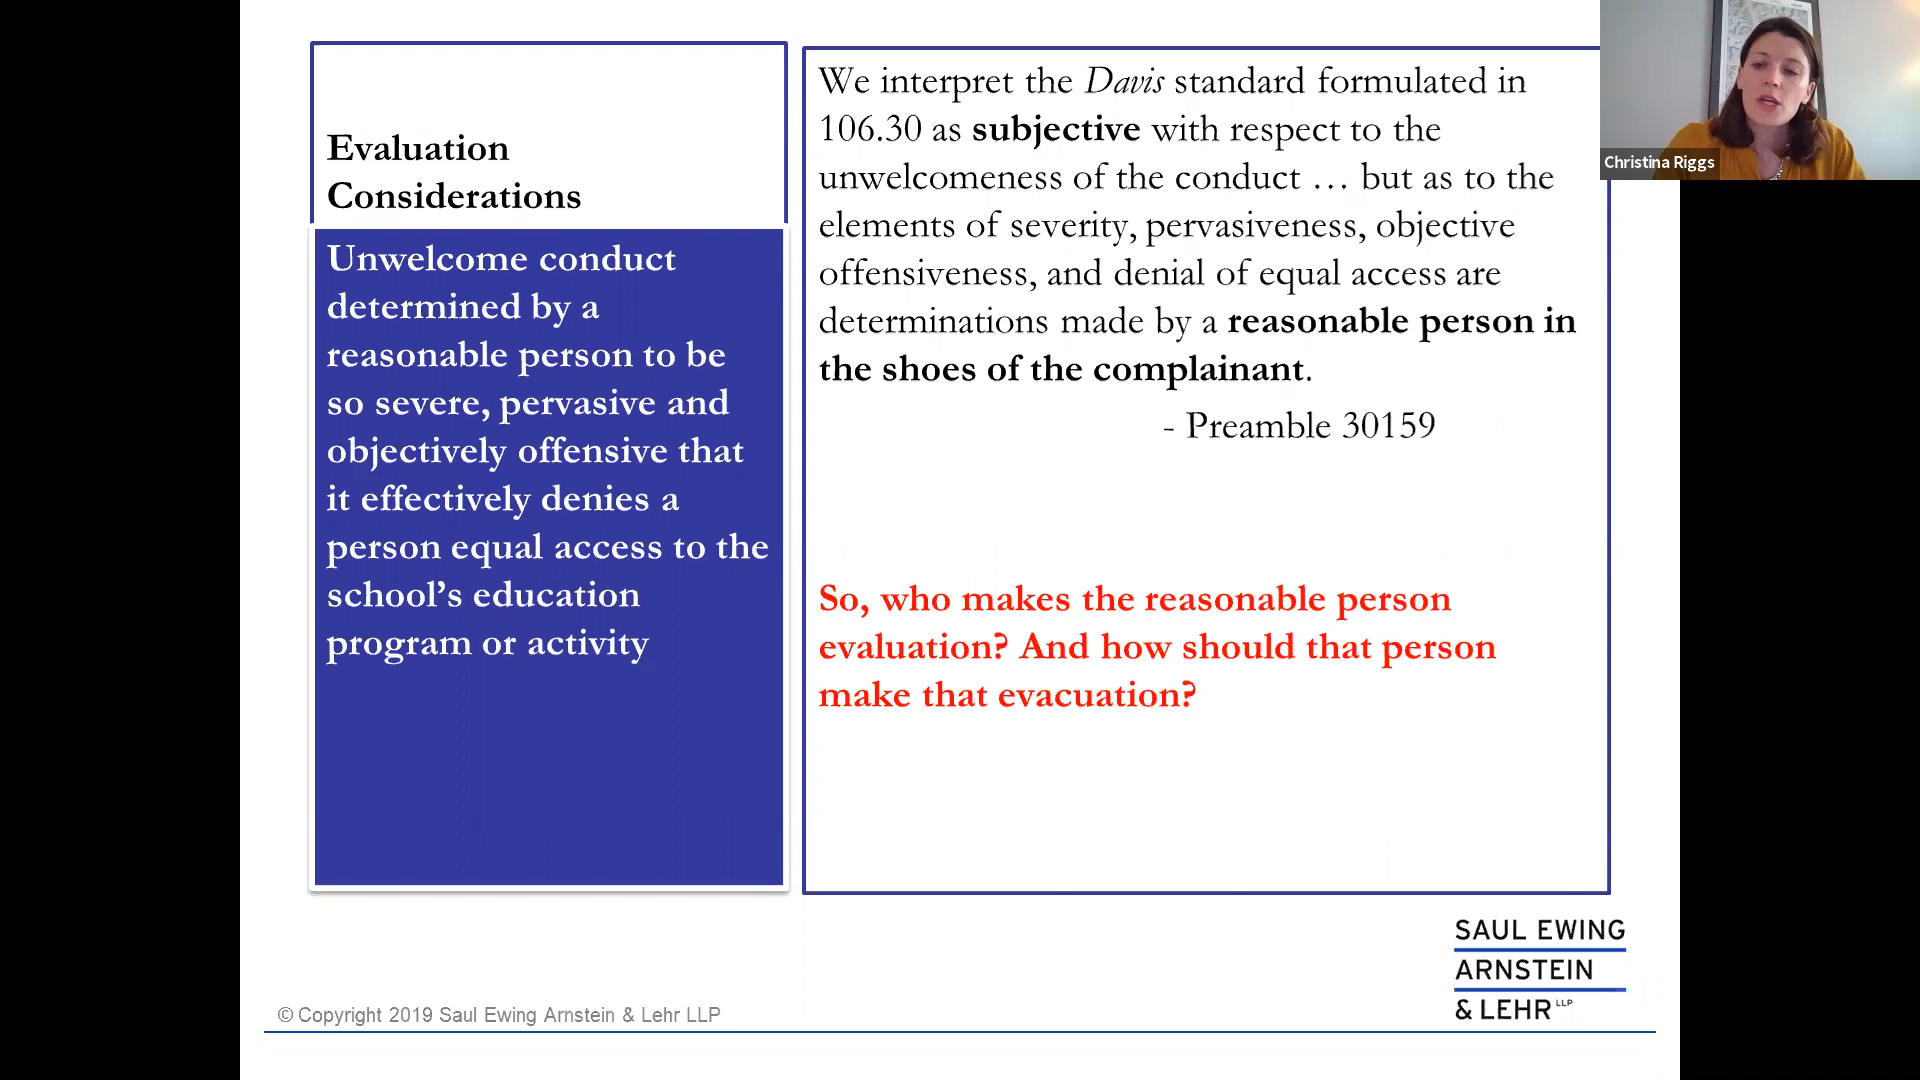 Evaluation
Considerations
Unwelcome conduct
determined by a
reasonable person to be
so severe, pervasive and
objectively offensive that
it effectively denies a
person equal access to the
school’s education
program or activity
We interpret the Davis standard formulated in
106.30 as subjective with respect to the
unwelcomeness of the conduct … but as to the
elements of severity, pervasiveness, objective
offensiveness, and denial of equal access are
determinations made by a reasonable person in
the shoes of the complainant.
- Preamble 30159
So, who makes the reasonable person
evaluation? And how should that person
make that evacuation?
Christina Riggs
SAUL EWING
ARNSTEIN
& LEHR LLP
© Copyright 2019 Saul Ewing Arnstein & Lehr LLP